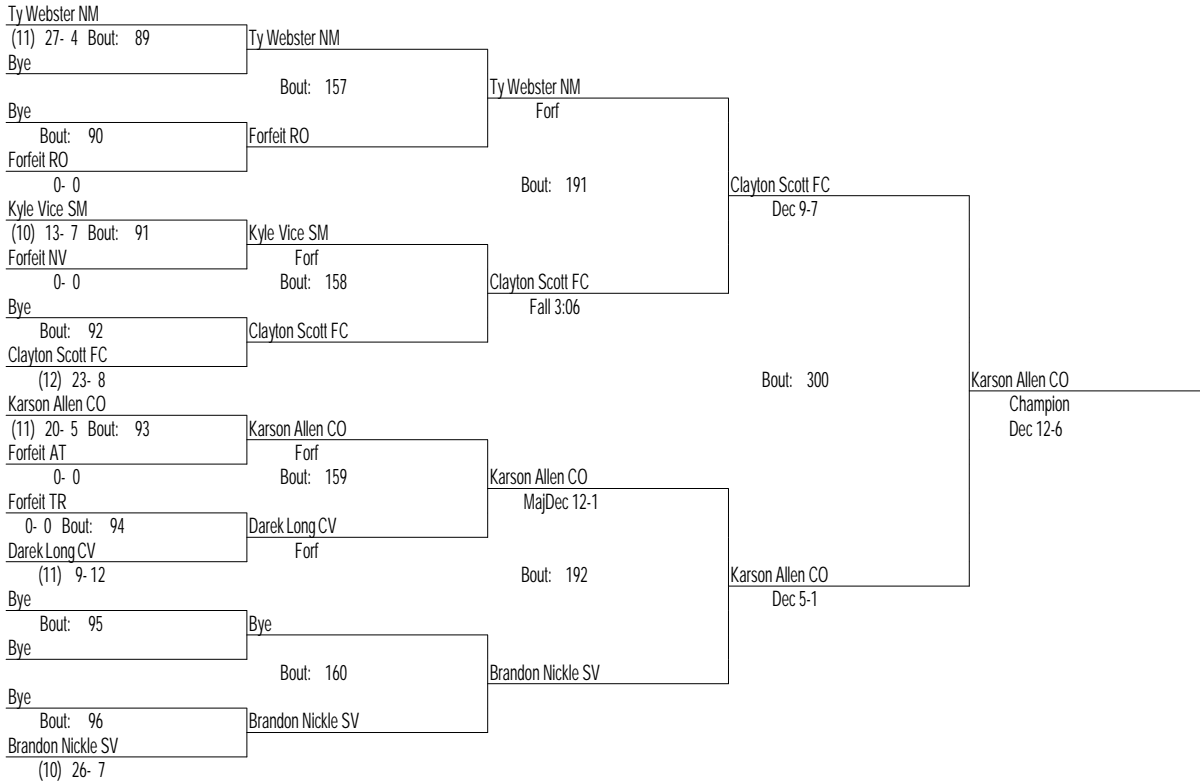 Ty Webster NM
(11) 27- 4 Bout: 89
Bye
Bye
Bout: 90
Forfeit RO
0- 0
Kyle Vice SM
(10) 13- 7 Bout: 91
Forfeit NV
0- 0
Bye
Bout: 92
Clayton Scott FC
(12) 23- 8
Karson Allen CO
(11) 20- 5 Bout: 93
Forfeit AT
0- 0
Forfeit TR
0- 0 Bout: 94
Darek Long CV
(11) 9- 12
Bye
Bout: 95
Bye
Bye
Bout: 96
Brandon Nickle SV
(10) 26- 7
Ty Webster NM
Bout: 157
Forfeit RO
Kyle Vice SM
Forf
Bout: 158
Clayton Scott FC
Karson Allen CO
Forf
Bout: 159
Darek Long CV
Forf
Bye
Bout: 160
Brandon Nickle SV
Ty Webster NM
Forf
Bout: 191
Clayton Scott FC
Fall 3:06
Karson Allen CO
MajDec 12-1
Bout: 192
Brandon Nickle SV
Clayton Scott FC
Dec 9-7
Bout: 300
Karson Allen CO
Dec 5-1
Karson Allen CO
Champion
Dec 12-6